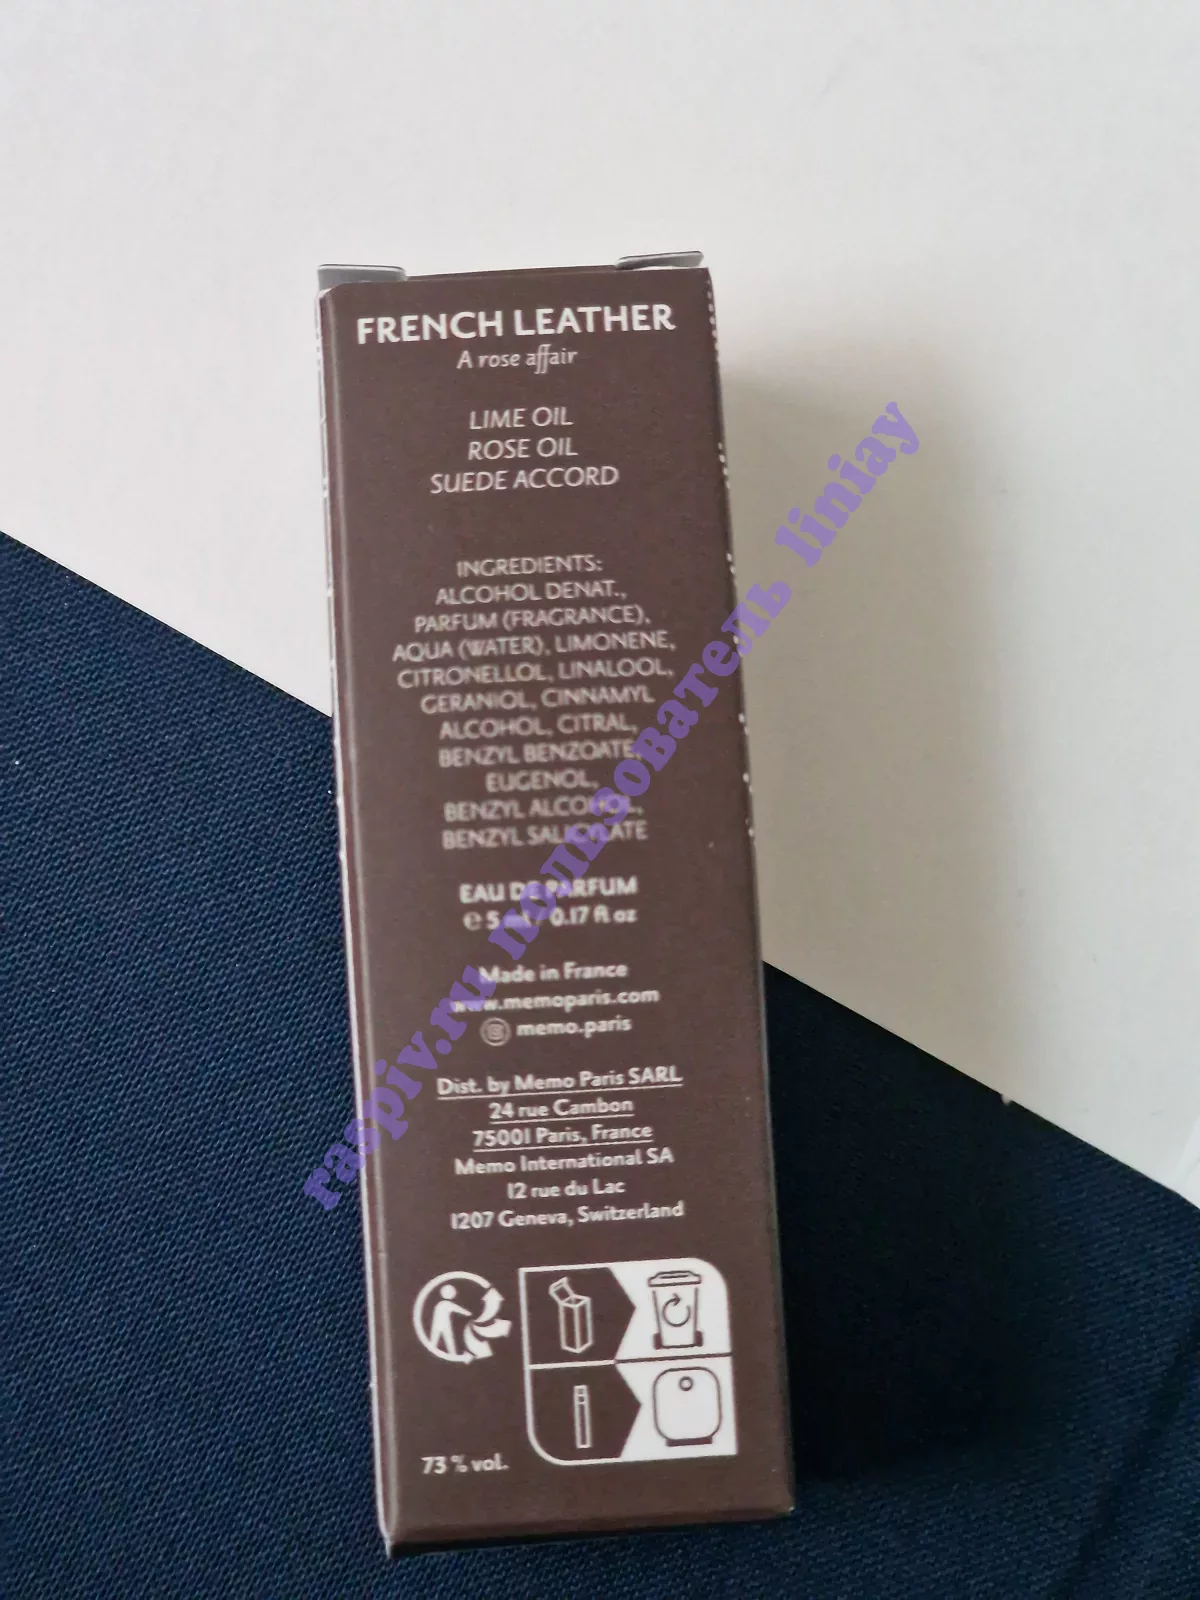 FRENCH LEATHER
A rose affair
LIME OIL
ROSE OIL
SUEDE ACCORD
INGREDIENTS:
ALCOHOL DENAT.,
PARFUM (FRAGRANCE),
AQUA (WATER), LIMONENE,
CITRONELLOL, LINALOOL,
GERANIOL, CINNAMYL
ALCOHOL, CITRAL,
BENZYL BENZOATE,
EUGENOL,
BENZYL ALCOHOL,
BENZYL SALICYLATE
EAU DE PARFUM
℮ 5 ml / 0.17 fl oz
Made in France
www.memoparis.com
memo.paris
Dist. by Memo Paris SARL
24 rue Cambon
75001 Paris, France
Memo International SA
12 rue du Lac
1207 Geneva, Switzerland
73 % vol.
raspiv.ru пользователь liniay